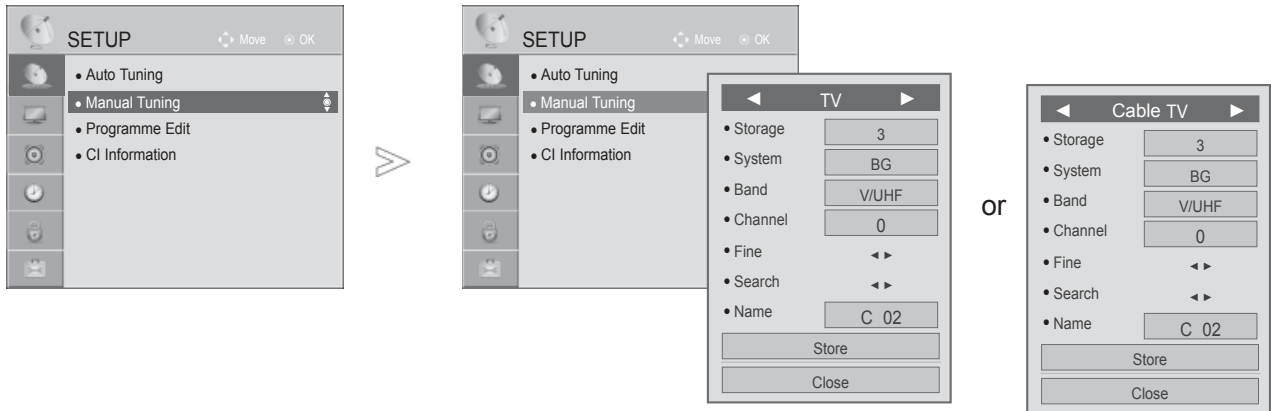 SETUP Move OK
• Auto Tuning
• Manual Tuning
• Programme Edit
• CI Information
SETUP Move OK
• Auto Tuning
• Manual Tuning
• Programme Edit
• CI Information
◄ TV ►
• Storage 3
• System BG
• Band V/UHF
• Channel 0
• Fine ◄ ►
• Search ◄ ►
• Name C 02
Store
Close
or
◄ Cable TV ►
• Storage 3
• System BG
• Band V/UHF
• Channel 0
• Fine ◄ ►
• Search ◄ ►
• Name C 02
Store
Close